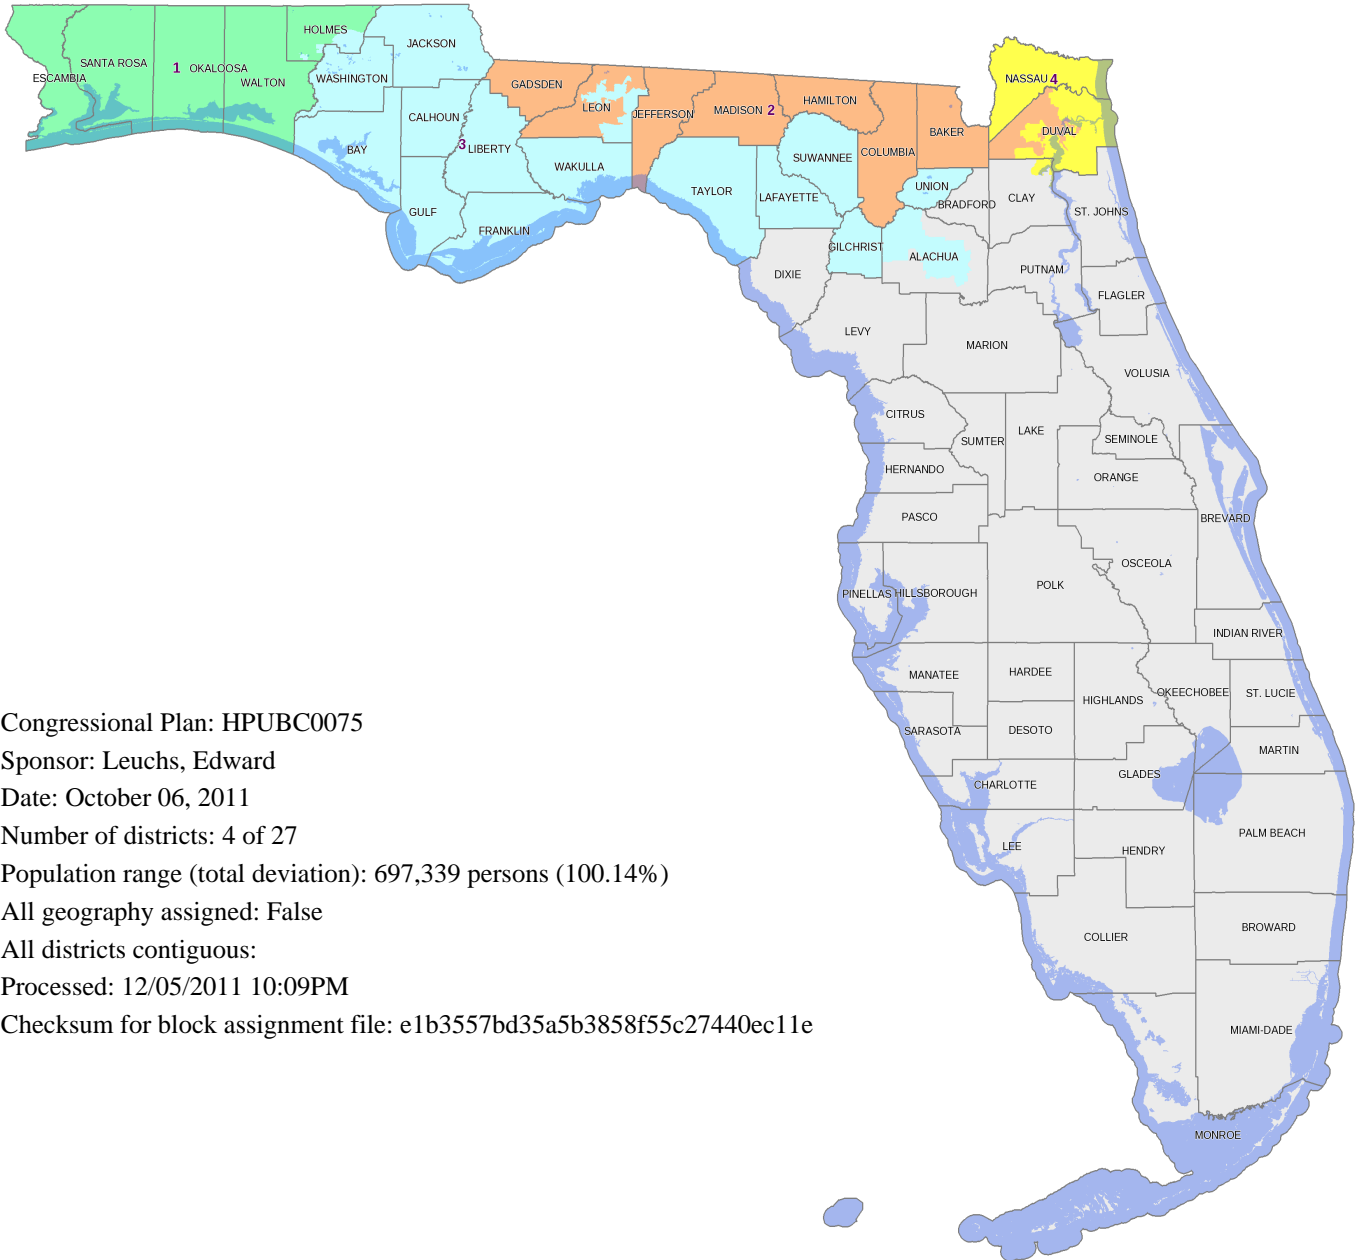 HOLMES
JACKSON
SANTA ROSA
1
OKALOOSA
ESCAMBIA
WALTON
WASHINGTON
GADSDEN
LEON
JEFFERSON
MADISON
2
HAMILTON
NASSAU
4
CALHOUN
BAKER
DUVAL
BAY
3
LIBERTY
WAKULLA
SUWANNEE
COLUMBIA
TAYLOR
LAFAYETTE
UNION
BRADFORD
CLAY
GULF
FRANKLIN
ST. JOHNS
GILCHRIST
ALACHUA
DIXIE
PUTNAM
FLAGLER
LEVY
MARION
VOLUSIA
CITRUS
SUMTER
LAKE
SEMINOLE
HERNANDO
ORANGE
PASCO
BREVARD
OSCEOLA
PINELLAS
HILLSBOROUGH
POLK
INDIAN RIVER
MANATEE
HARDEE
HIGHLANDS
OKEECHOBEE
ST. LUCIE
SARASOTA
DESOTO
MARTIN
CHARLOTTE
GLADES
LEE
HENDRY
PALM BEACH
COLLIER
BROWARD
MIAMI-DADE
MONROE
Congressional Plan: HPUBC0075
Sponsor: Leuchs, Edward
Date: October 06, 2011
Number of districts: 4 of 27
Population range (total deviation): 697,339 persons (100.14%)
All geography assigned: False
All districts contiguous:
Processed: 12/05/2011 10:09PM
Checksum for block assignment file: e1b3557bd35a5b3858f55c27440ec11e